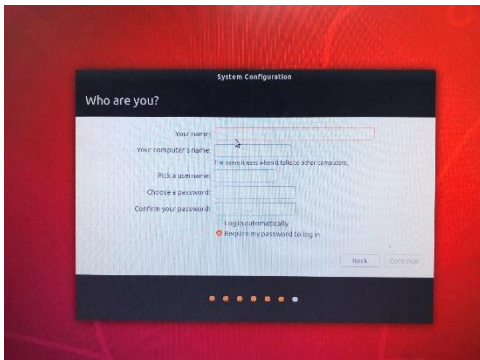 System Configuration
Who are you?
Your name:
Your computer's name:
The name it uses when it talks to other computers.
Pick a username:
Choose a password:
Confirm your password:
Log in automatically
Require my password to log in
Back
Continue